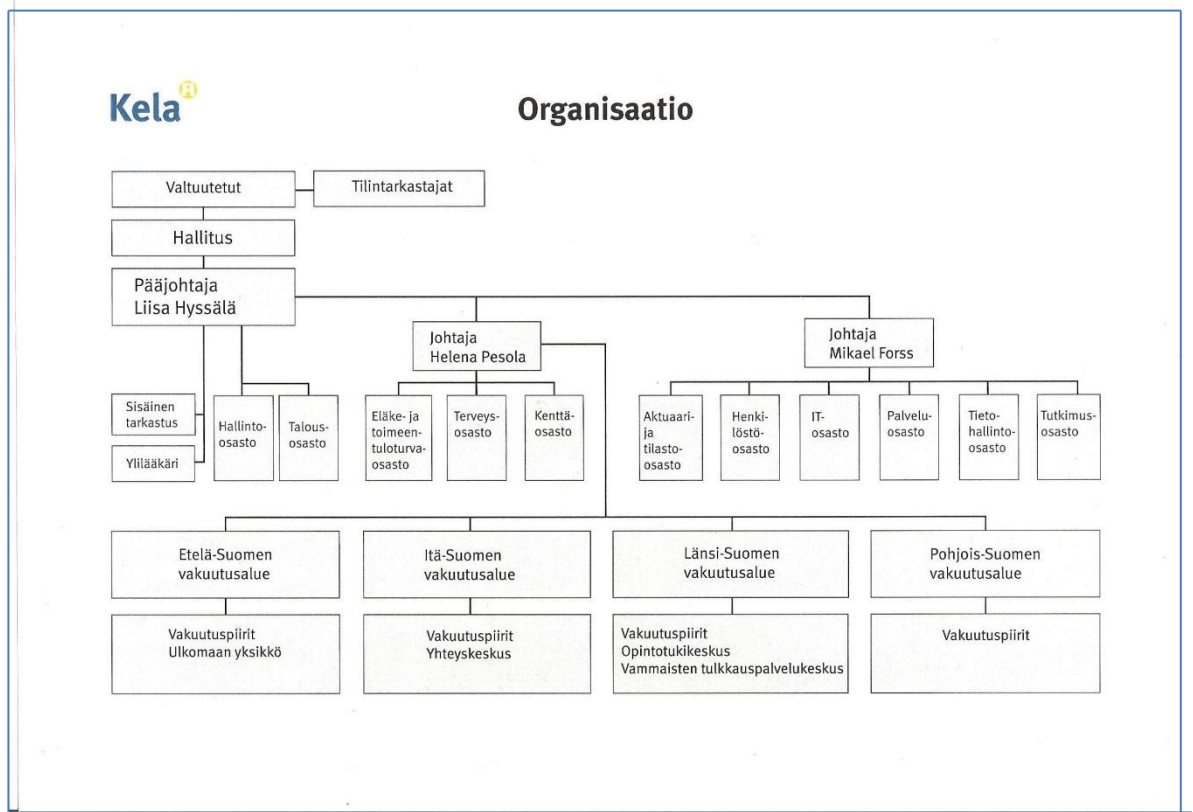 Kela
Organisaatio
Valtuutetut
Tilintarkastajat
Hallitus
Pääjohtaja
Liisa Hyssälä
Johtaja
Helena Pesola
Johtaja
Mikael Forss
Sisäinen
tarkastus
Ylilääkäri
Hallinto-
osasto
Talous-
osasto
Eläke- ja
toimeen-
tuloturva-
osasto
Terveys-
osasto
Kenttä-
osasto
Aktuaari-
ja
tilasto-
osasto
Henki-
löstö-
osasto
IT-
osasto
Palvelu-
osasto
Tieto-
hallinto-
osasto
Tutkimus-
osasto
Etelä-Suomen
vakuutusalue
Itä-Suomen
vakuutusalue
Länsi-Suomen
vakuutusalue
Pohjois-Suomen
vakuutusalue
Vakuutuspiirit
Ulkomaan yksikkö
Vakuutuspiirit
Yhteyskeskus
Vakuutuspiirit
Opintotukikeskus
Vammaisten tulkkauspalvelukeskus
Vakuutuspiirit